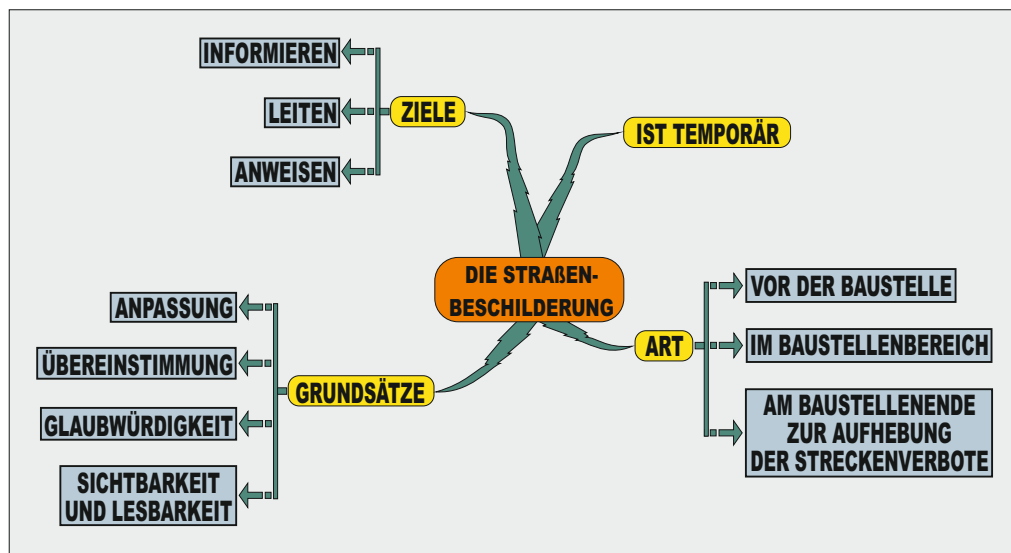 INFORMIEREN
LEITEN
ANWEISEN
ZIELE
IST TEMPORÄR
DIE STRAßEN-
BESCHILDERUNG
ANPASSUNG
ÜBEREINSTIMMUNG
GLAUBWÜRDIGKEIT
SICHTBARKEIT
UND LESBARKEIT
GRUNDSÄTZE
ART
VOR DER BAUSTELLE
IM BAUSTELLENBEREICH
AM BAUSTELLENENDE
ZUR AUFHEBUNG
DER STRECKENVERBOTE